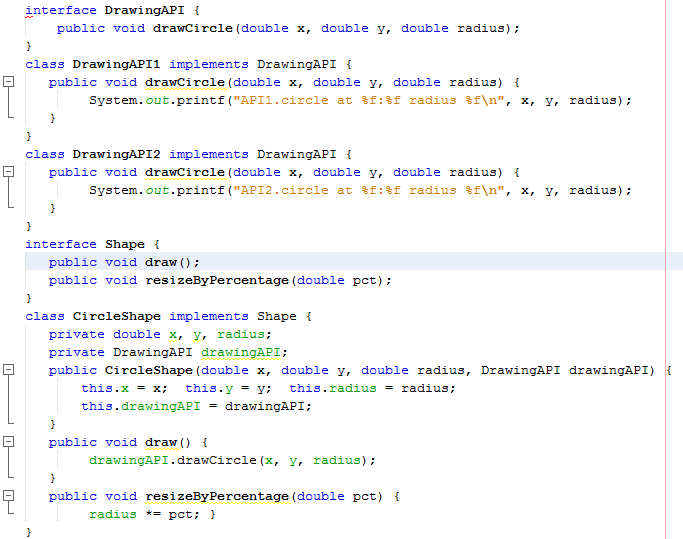 interface DrawingAPI {
public void drawCircle(double x, double y, double radius);
}
class DrawingAPI1 implements DrawingAPI {
public void drawCircle(double x, double y, double radius) {
System.out.printf("API1.circle at %f:%f radius %f\n", x, y, radius);
}
}
class DrawingAPI2 implements DrawingAPI {
public void drawCircle(double x, double y, double radius) {
System.out.printf("API2.circle at %f:%f radius %f\n", x, y, radius);
}
}
interface Shape {
public void draw();
public void resizeByPercentage(double pct);
}
class CircleShape implements Shape {
private double x, y, radius;
private DrawingAPI drawingAPI;
public CircleShape(double x, double y, double radius, DrawingAPI drawingAPI) {
this.x = x;  this.y = y;  this.radius = radius;
this.drawingAPI = drawingAPI;
}
public void draw() {
drawingAPI.drawCircle(x, y, radius);
}
public void resizeByPercentage(double pct) {
radius *= pct; }
}